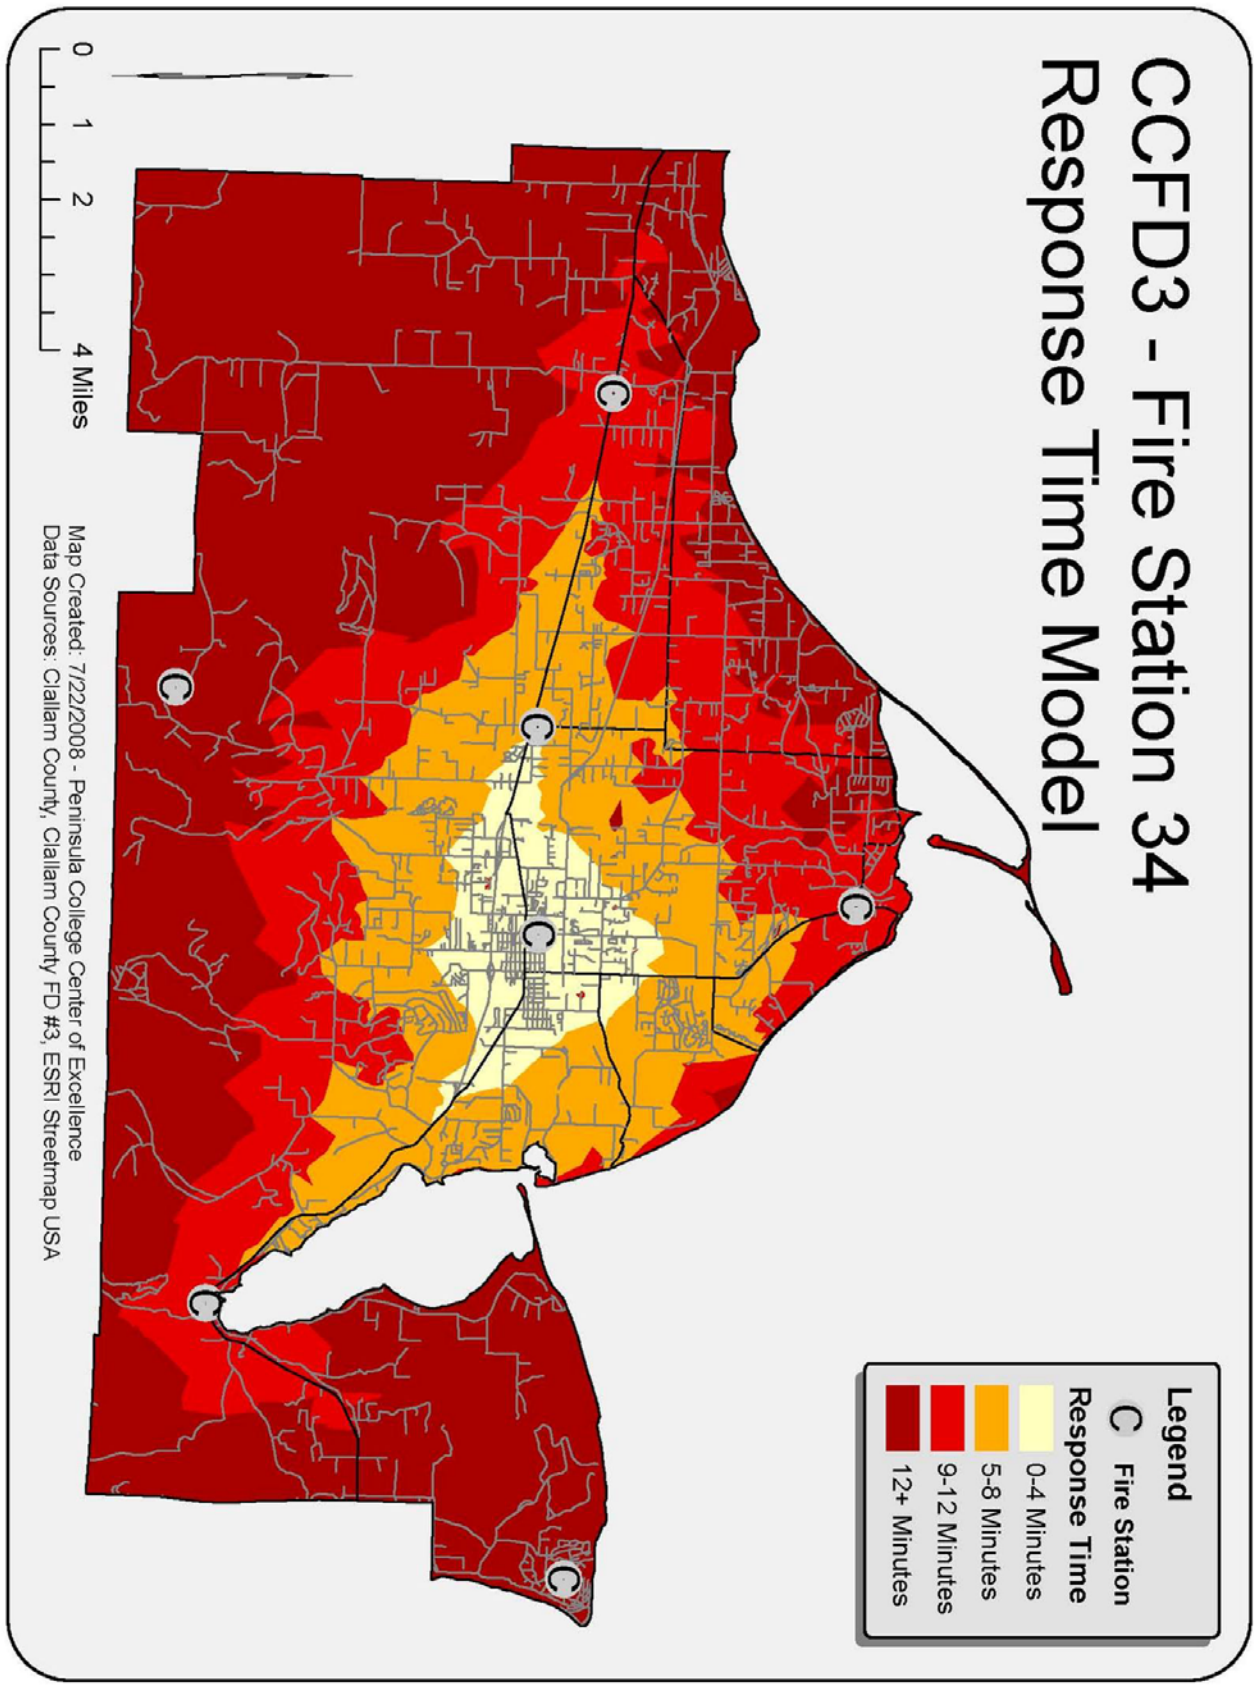 CCFD3 - Fire Station 34
Response Time Model
Legend
C Fire Station
Response Time
0-4 Minutes
5-8 Minutes
9-12 Minutes
12+ Minutes
C
C
C
C
C
C
C
0 1 2 4 Miles
Map Created: 7/22/2008 - Peninsula College Center of Excellence
Data Sources: Clallam County, Clallam County FD #3, ESRI Streetmap USA